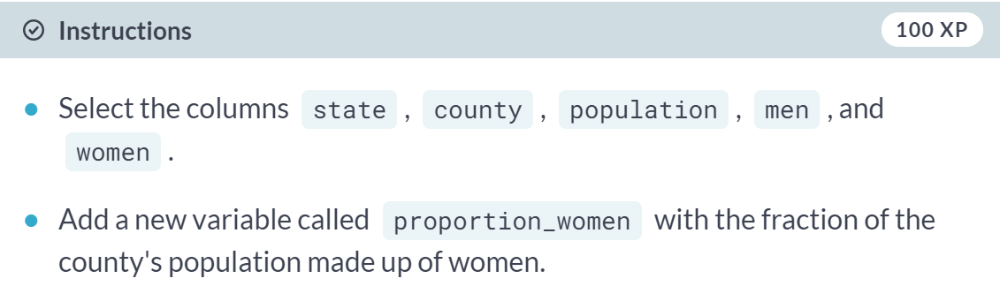 Instructions 100 XP
Select the columns state , county , population , men , and
women .
Add a new variable called proportion_women with the fraction of the
county's population made up of women.